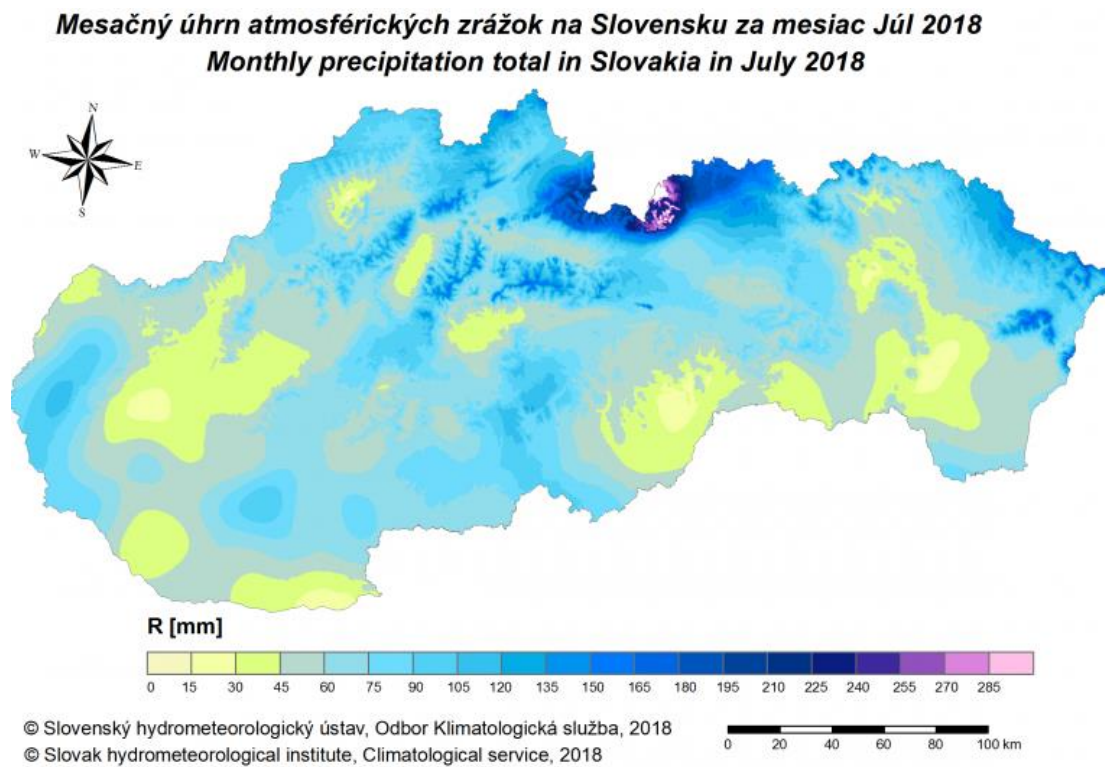 Mesačný úhrn atmosférických zrážok na Slovensku za mesiac Júl 2018
Monthly precipitation total in Slovakia in July 2018
N
W E
S
R [mm]
0 15 30 45 60 75 90 105 120 135 150 165 180 195 210 225 240 255 270 285
© Slovenský hydrometeorologický ústav, Odbor Klimatologická služba, 2018
0 20 40 60 80 100 km
© Slovak hydrometeorological institute, Climatological service, 2018